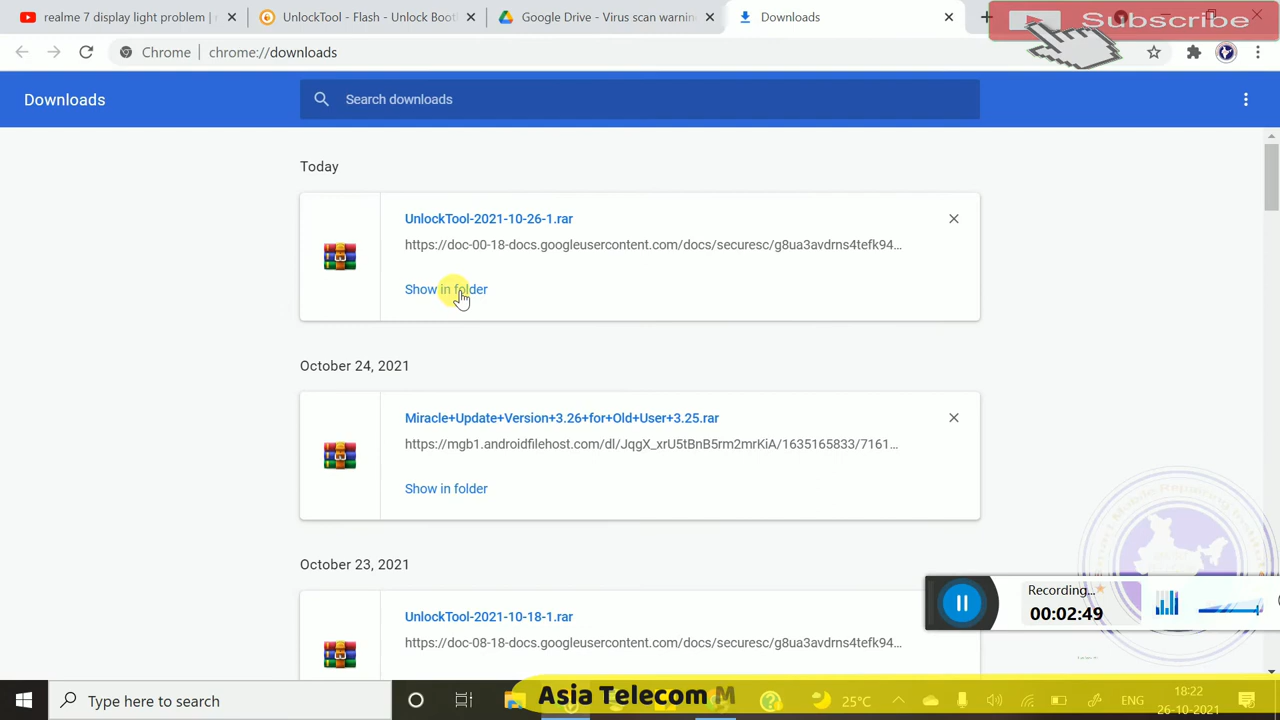 realme 7 display light problem |
UnlockTool - Flash - Unlock Boo
Google Drive - Virus scan warnin
Downloads
Subscribe
Chrome | chrome://downloads
Downloads
Search downloads
Today
UnlockTool-2021-10-26-1.rar
https://doc-00-18-docs.googleusercontent.com/docs/securesc/g8ua3avdrns4tefk94...
Show in folder
October 24, 2021
Miracle+Update+Version+3.26+for+Old+User+3.25.rar
https://mgb1.androidfilehost.com/dl/JqgX_xrU5tBnB5rm2mrKiA/1635165833/7161...
Show in folder
October 23, 2021
UnlockTool-2021-10-18-1.rar
https://doc-08-18-docs.googleusercontent.com/docs/securesc/g8ua3avdrns4tefk94...
Recording...
00:02:49
Type here to search
Asia Telecom M
25°C
ENG
18:22
26-10-2021